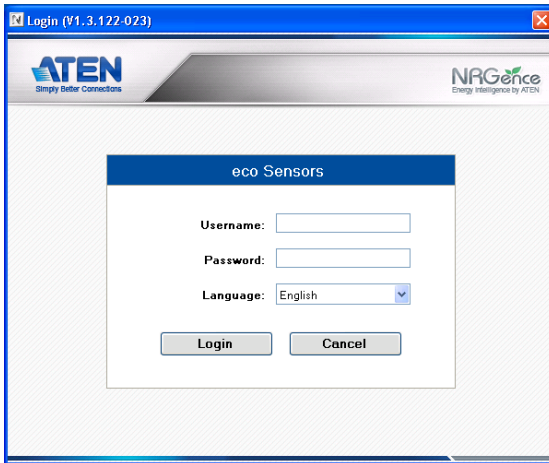 Login (V1.3.122-023)
ATEN
Simply Better Connections
NRGence
Energy Intelligence by ATEN
eco Sensors
Username:
Password:
Language: English
Login Cancel